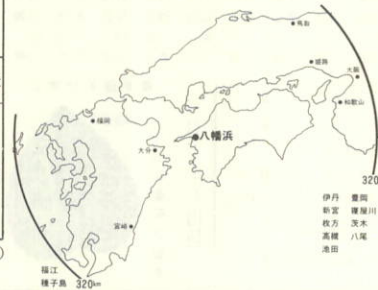 鳥取
姫路
大阪
和歌山
福岡
八幡浜
大分
宮崎
320
伊丹 豊岡
新宮 寝屋川
枚方 茨木
高槻 八尾
池田
福江
種子島 320km